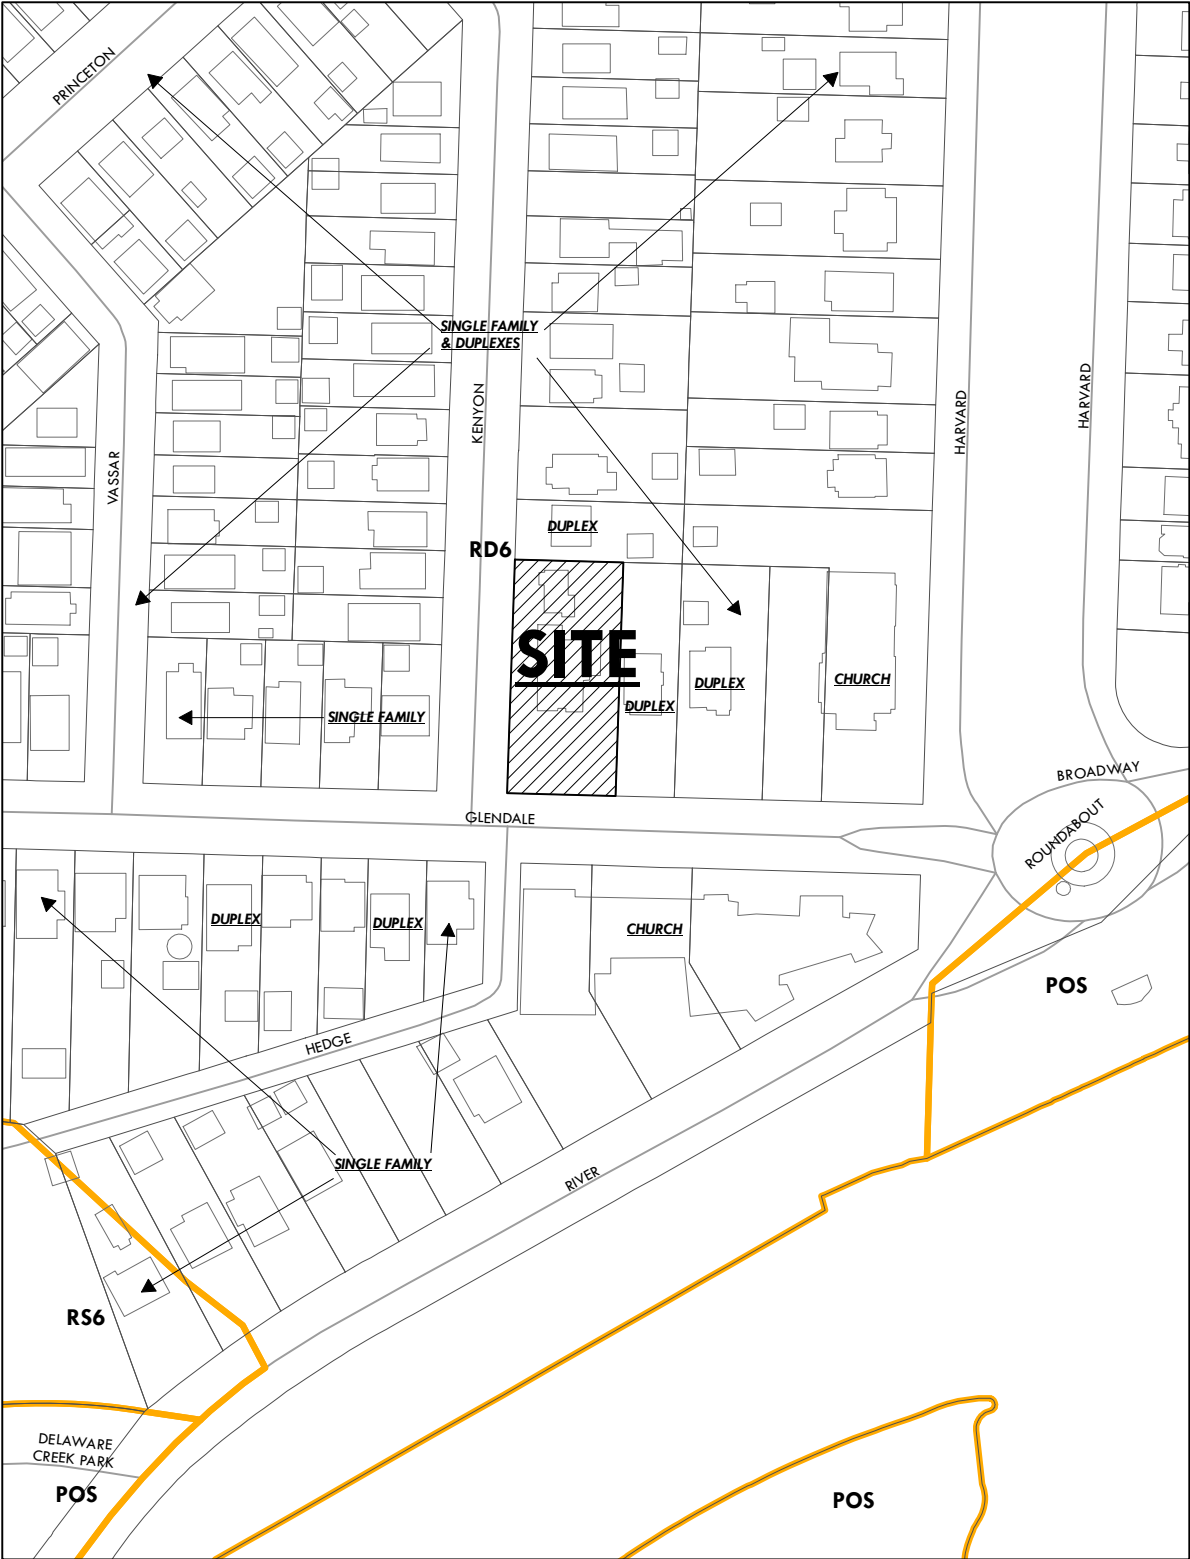 PRINCETON
SINGLE FAMILY
& DUPLEXES
KENYON
HARVARD
HARVARD
VASSAR
DUPLEX
RD6
SITE
DUPLEX
DUPLEX
CHURCH
SINGLE FAMILY
BROADWAY
ROUNDABOUT
GLENDALE
DUPLEX
DUPLEX
CHURCH
POS
HEDGE
SINGLE FAMILY
RIVER
RS6
DELAWARE
CREEK PARK
POS
POS